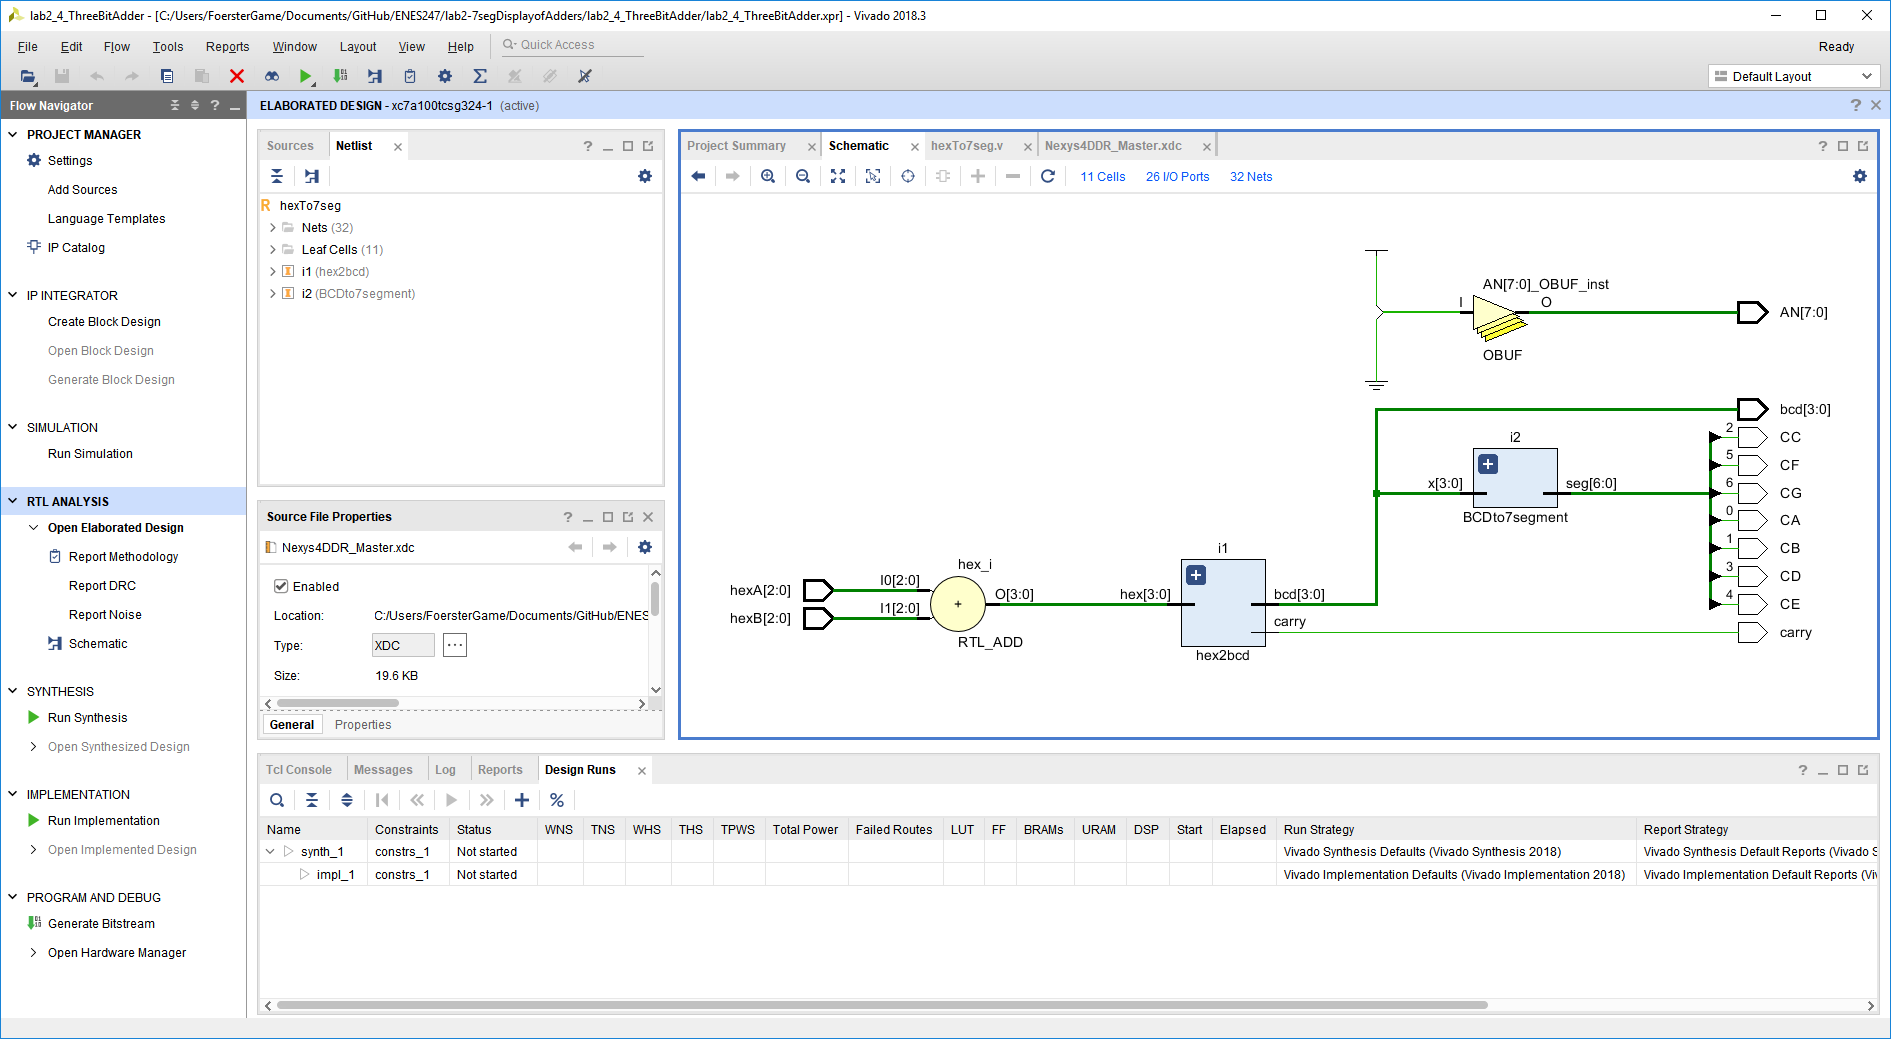 lab2_4_ThreeBitAdder - [C:/Users/FoersterGame/Documents/GitHub/ENES247/lab2-7segDisplayofAdders/lab2_4_ThreeBitAdder/lab2_4_ThreeBitAdder.xpr] - Vivado 2018.3
File Edit Flow Tools Reports Window Layout View Help Quick Access
Ready
Default Layout
Flow Navigator
PROJECT MANAGER
Settings
Add Sources
Language Templates
IP Catalog
IP INTEGRATOR
Create Block Design
Open Block Design
Generate Block Design
SIMULATION
Run Simulation
RTL ANALYSIS
Open Elaborated Design
Report Methodology
Report DRC
Report Noise
Schematic
SYNTHESIS
Run Synthesis
Open Synthesized Design
IMPLEMENTATION
Run Implementation
Open Implemented Design
PROGRAM AND DEBUG
Generate Bitstream
Open Hardware Manager
ELABORATED DESIGN - xc7a100tcsg324-1 (active)
Sources Netlist
R hexTo7seg
Nets (32)
Leaf Cells (11)
i1 (hex2bcd)
i2 (BCDto7segment)
Source File Properties
Nexys4DDR_Master.xdc
Enabled
Location: C:/Users/FoersterGame/Documents/GitHub/ENES
Type: XDC
Size: 19.6 KB
General Properties
Project Summary Schematic hexTo7seg.v Nexys4DDR_Master.xdc
11 Cells 26 I/O Ports 32 Nets
AN[7:0]_OBUF_inst
I O
AN[7:0]
OBUF
bcd[3:0]
2 CC
i2
5 CF
x[3:0] seg[6:0]
6 CG
BCDto7segment
0 CA
1 CB
3 CD
4 CE
carry
i1
hex_i
hexA[2:0] I0[2:0]
O[3:0] hex[3:0] bcd[3:0]
+
hexB[2:0] I1[2:0]
carry
RTL_ADD
hex2bcd
Tcl Console Messages Log Reports Design Runs
Name Constraints Status WNS TNS WHS THS TPWS Total Power Failed Routes LUT FF BRAMs URAM DSP Start Elapsed Run Strategy Report Strategy
synth_1 constrs_1 Not started Vivado Synthesis Defaults (Vivado Synthesis 2018) Vivado Synthesis Default Reports (Vivado S
impl_1 constrs_1 Not started Vivado Implementation Defaults (Vivado Implementation 2018) Vivado Implementation Default Reports (Vi